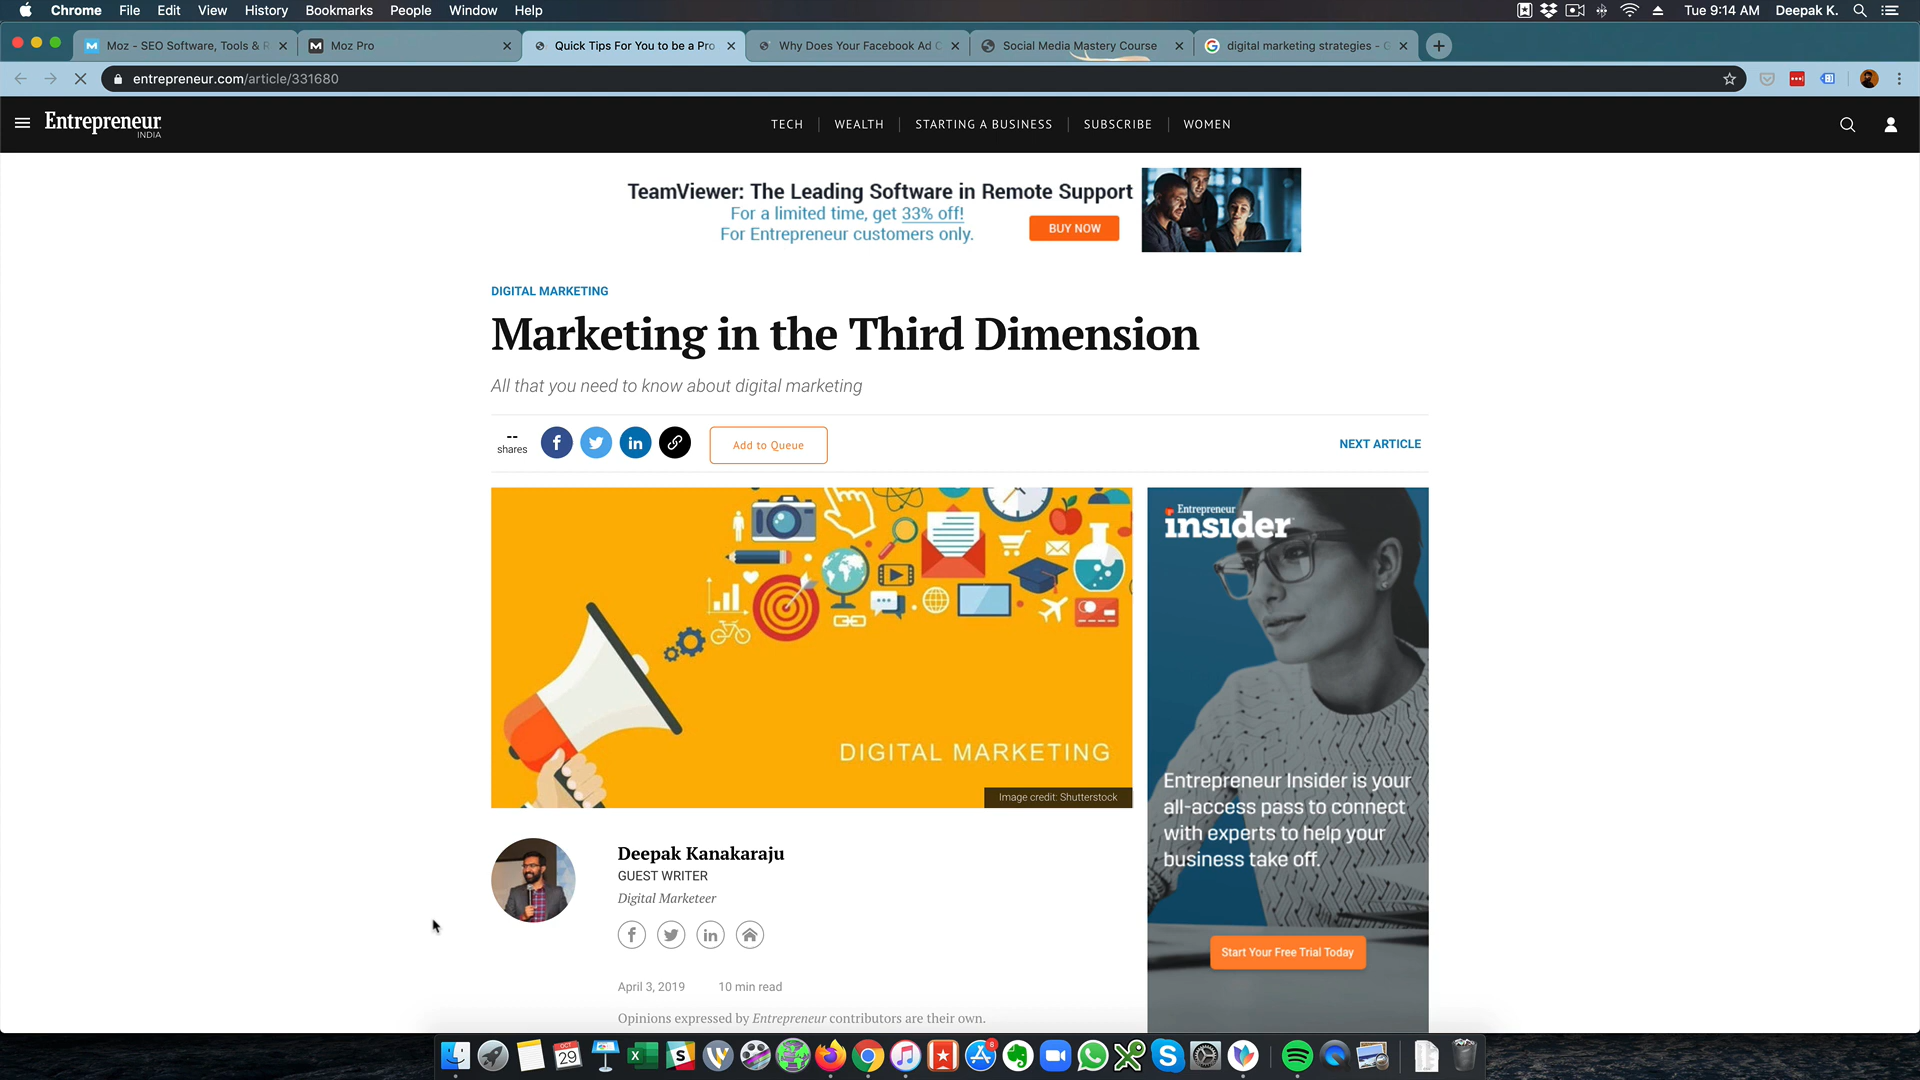 Chrome File Edit View History Bookmarks People Window Help
Tue 9:14 AM Deepak K.
Moz - SEO Software, Tools & R
Moz Pro
Quick Tips For You to be a Pro
Why Does Your Facebook Ad C
Social Media Mastery Course
digital marketing strategies - G
entrepreneur.com/article/331680
Entrepreneur
INDIA
TECH WEALTH STARTING A BUSINESS SUBSCRIBE WOMEN
TeamViewer: The Leading Software in Remote Support
For a limited time, get 33% off!
For Entrepreneur customers only.
BUY NOW
DIGITAL MARKETING
Marketing in the Third Dimension
All that you need to know about digital marketing
--
shares
Add to Queue
NEXT ARTICLE
DIGITAL MARKETING
Image credit: Shutterstock
Entrepreneur
insider
Entrepreneur Insider is your
all-access pass to connect
with experts to help your
business take off.
Start Your Free Trial Today
Deepak Kanakaraju
GUEST WRITER
Digital Marketeer
April 3, 2019 10 min read
Opinions expressed by Entrepreneur contributors are their own.
OCT
29
8